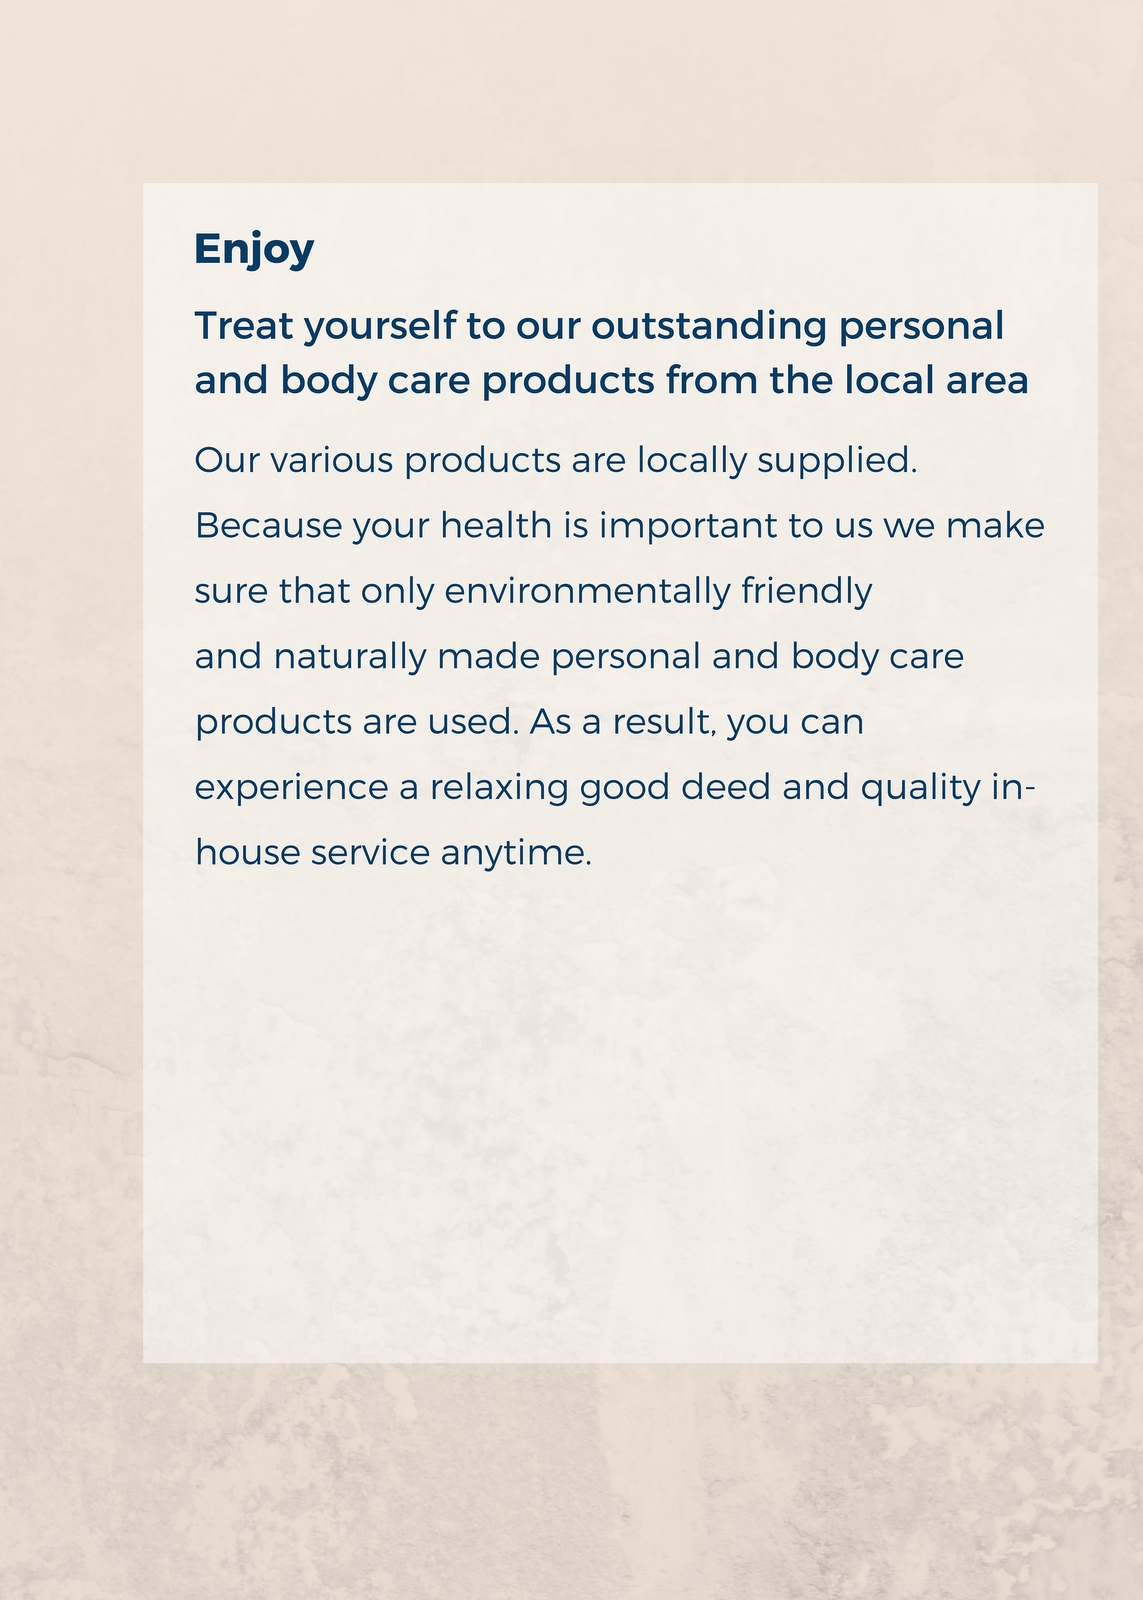 Enjoy
Treat yourself to our outstanding personal
and body care products from the local area
Our various products are locally supplied.
Because your health is important to us we make
sure that only environmentally friendly
and naturally made personal and body care
products are used. As a result, you can
experience a relaxing good deed and quality in-
house service anytime.